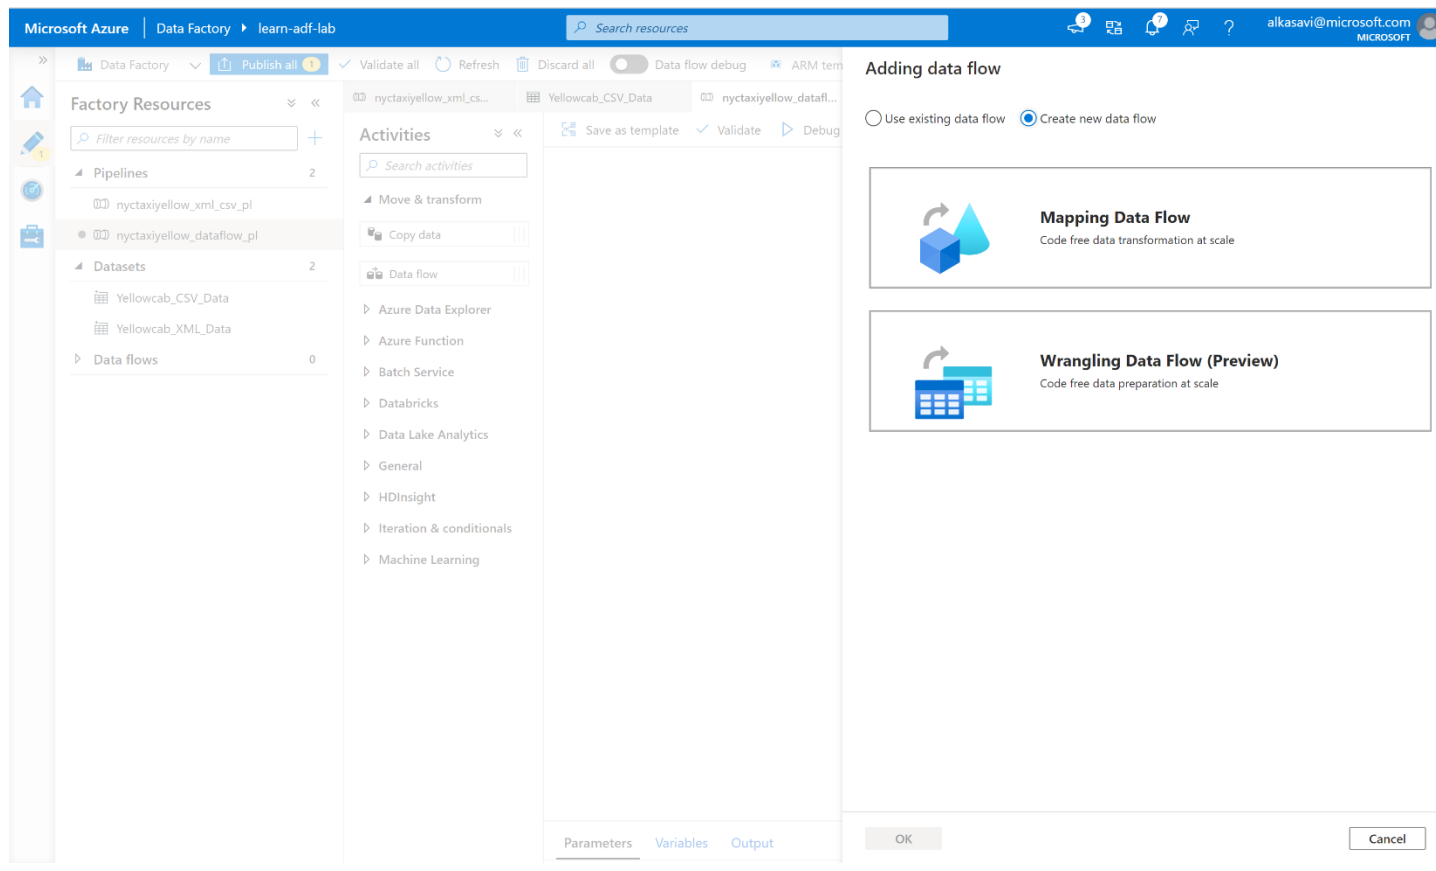 Microsoft Azure
Data Factory
learn-adf-lab
Search resources
3
7
?
alkasavi@microsoft.com
MICROSOFT
Data Factory
Publish all 1
Validate all
Refresh
Discard all
Data flow debug
ARM tem
1
Factory Resources
Filter resources by name
Pipelines 2
nyctaxiyellow_xml_csv_pl
nyctaxiyellow_dataflow_pl
Datasets 2
Yellowcab_CSV_Data
Yellowcab_XML_Data
Data flows 0
nyctaxiyellow_xml_cs...
Yellowcab_CSV_Data
nyctaxiyellow_datafl...
Activities
Search activities
Move & transform
Copy data
Data flow
Azure Data Explorer
Azure Function
Batch Service
Databricks
Data Lake Analytics
General
HDInsight
Iteration & conditionals
Machine Learning
Save as template
Validate
Debug
Parameters
Variables
Output
Adding data flow
Use existing data flow
Create new data flow
Mapping Data Flow
Code free data transformation at scale
Wrangling Data Flow (Preview)
Code free data preparation at scale
OK
Cancel